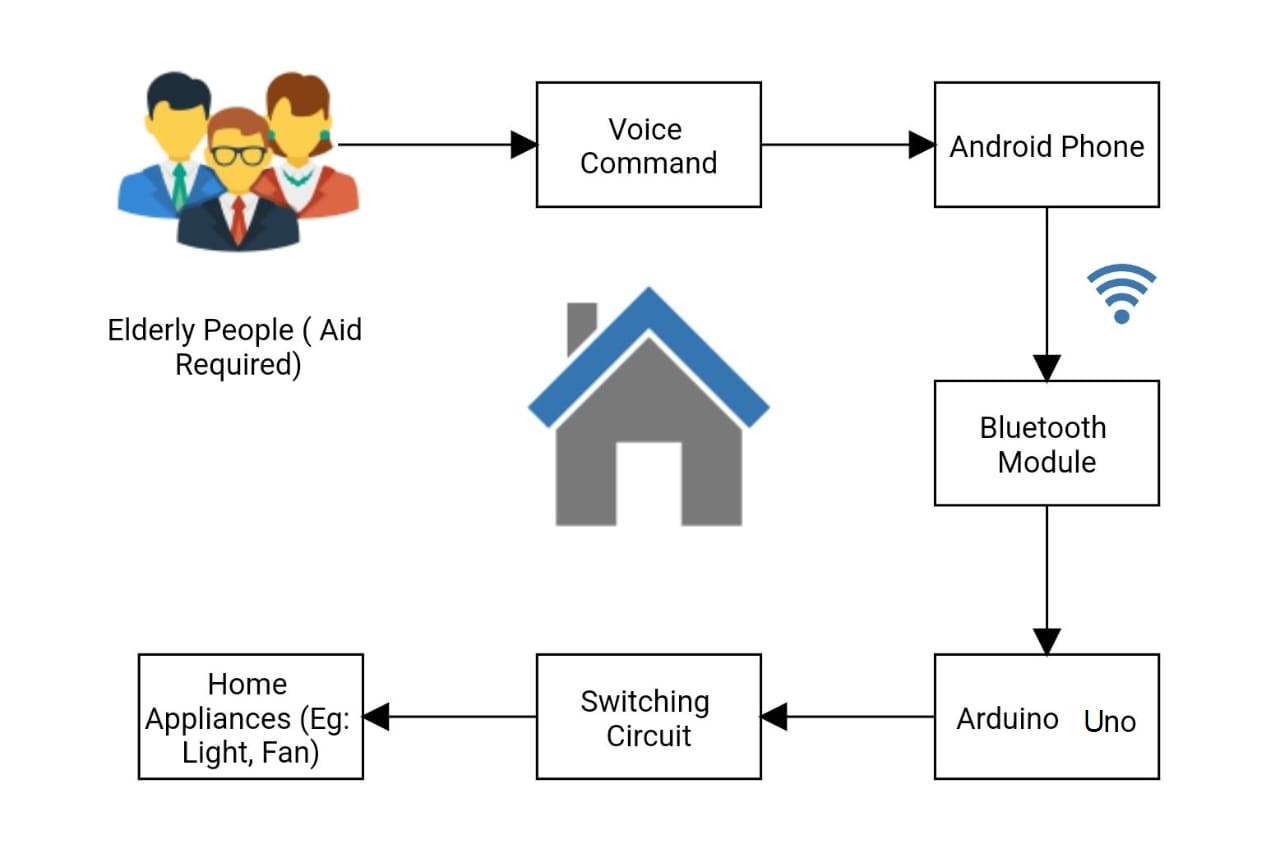 Voice
Command
Android Phone
Elderly People ( Aid
Required)
Bluetooth
Module
Home
Appliances (Eg:
Light, Fan)
Switching
Circuit
Arduino Uno